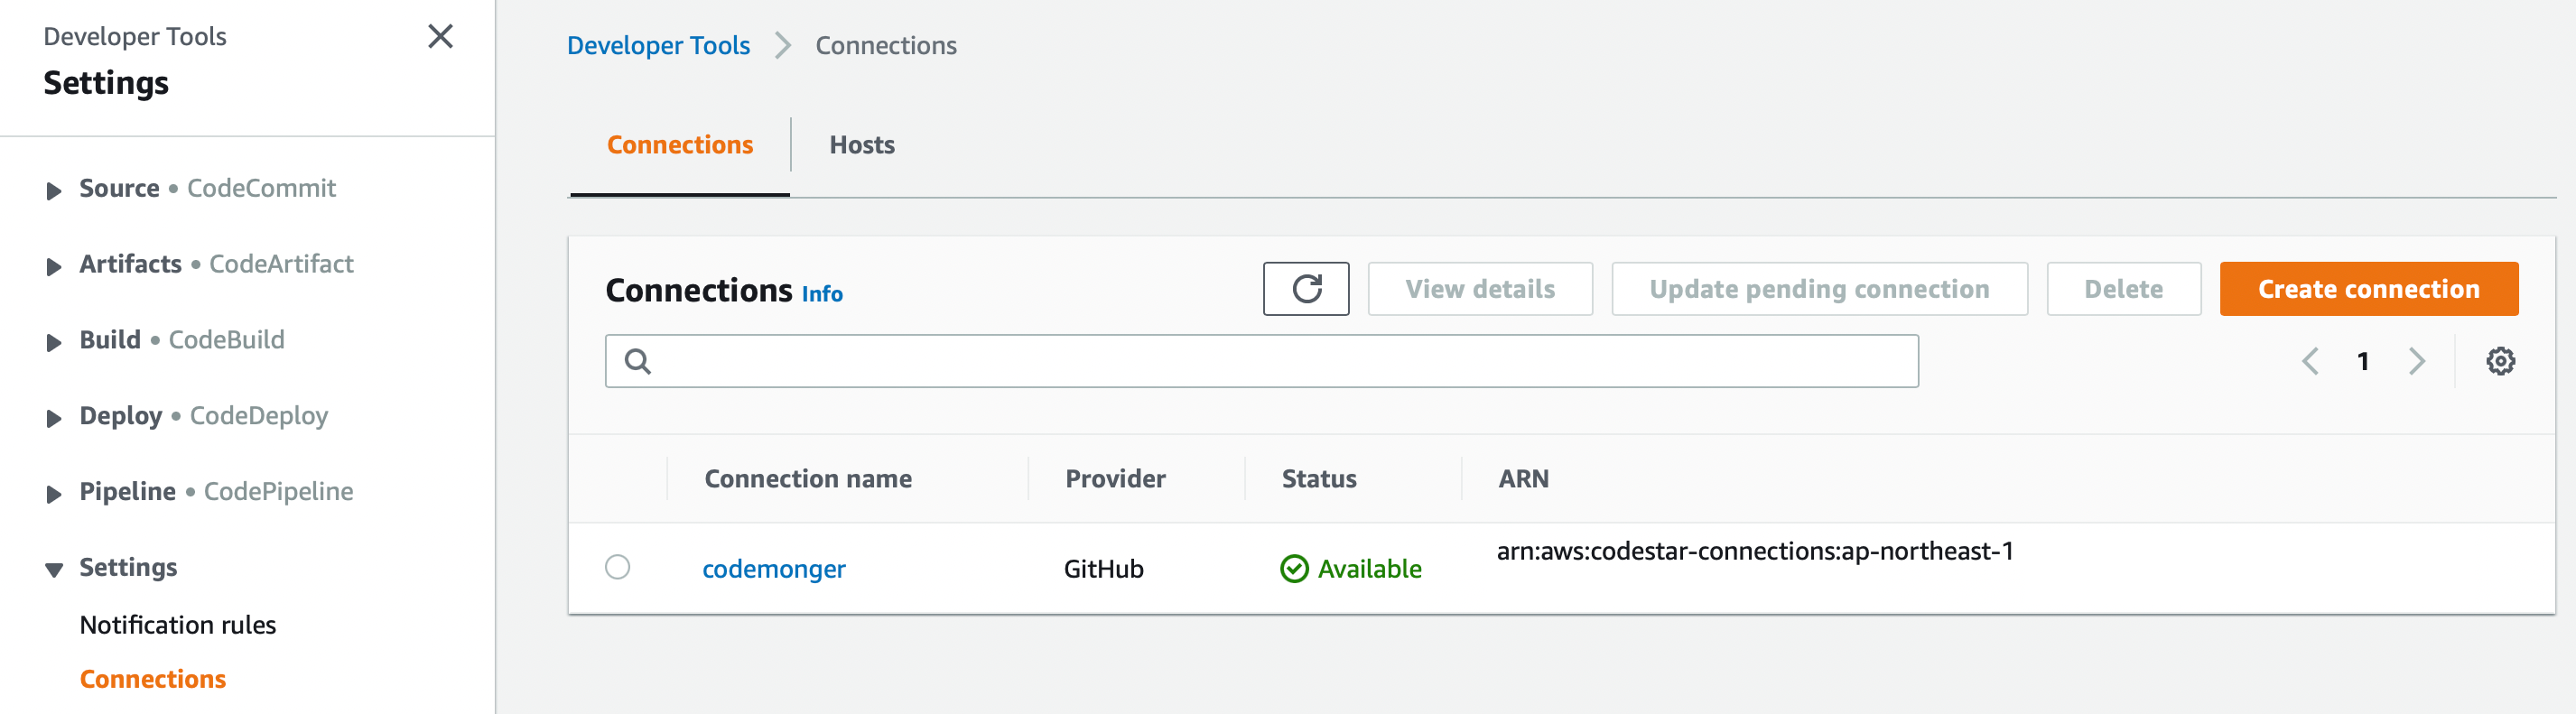 Developer Tools
Settings
Source • CodeCommit
Artifacts • CodeArtifact
Build • CodeBuild
Deploy • CodeDeploy
Pipeline • CodePipeline
Settings
Notification rules
Connections
Developer Tools > Connections
Connections Hosts
Connections Info View details Update pending connection Delete Create connection
1
Connection name Provider Status ARN
codemonger GitHub Available arn:aws:codestar-connections:ap-northeast-1